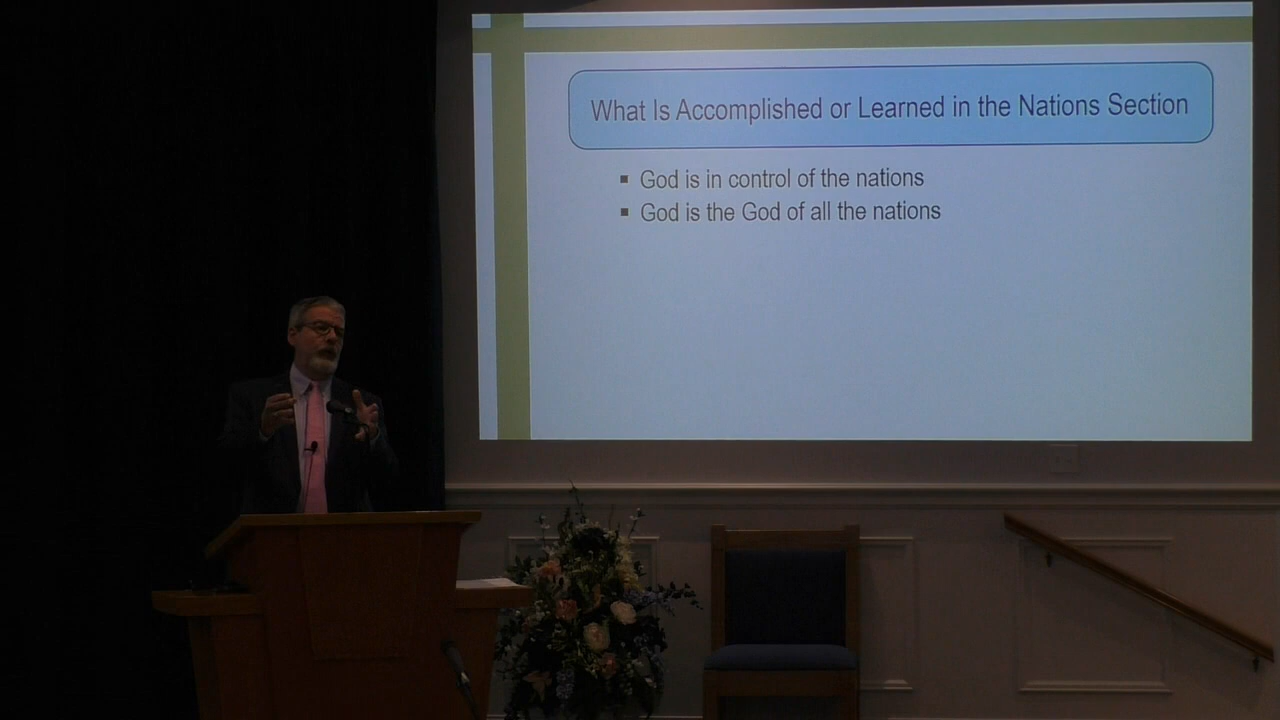 What Is Accomplished or Learned in the Nations Section
▪ God is in control of the nations
▪ God is the God of all the nations